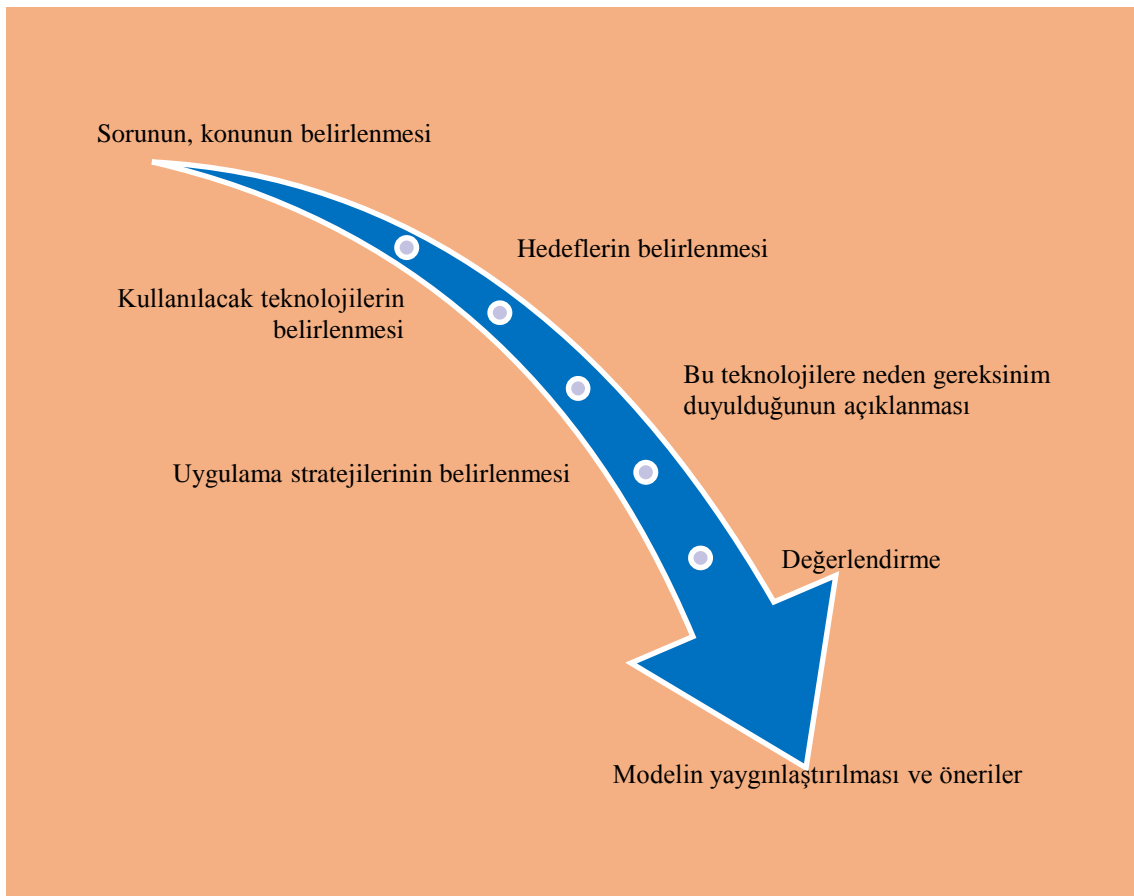 Sorunun, konunun belirlenmesi
Hedeflerin belirlenmesi
Kullanılacak teknolojilerin
belirlenmesi
Bu teknolojilere neden gereksinim
duyulduğunun açıklanması
Uygulama stratejilerinin belirlenmesi
Değerlendirme
Modelin yaygınlaştırılması ve öneriler